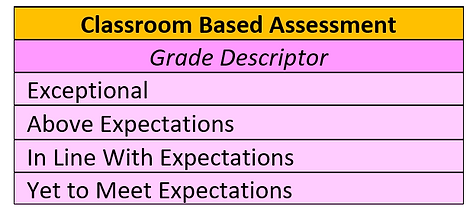 Classroom Based Assessment
Grade Descriptor
Exceptional
Above Expectations
In Line With Expectations
Yet to Meet Expectations